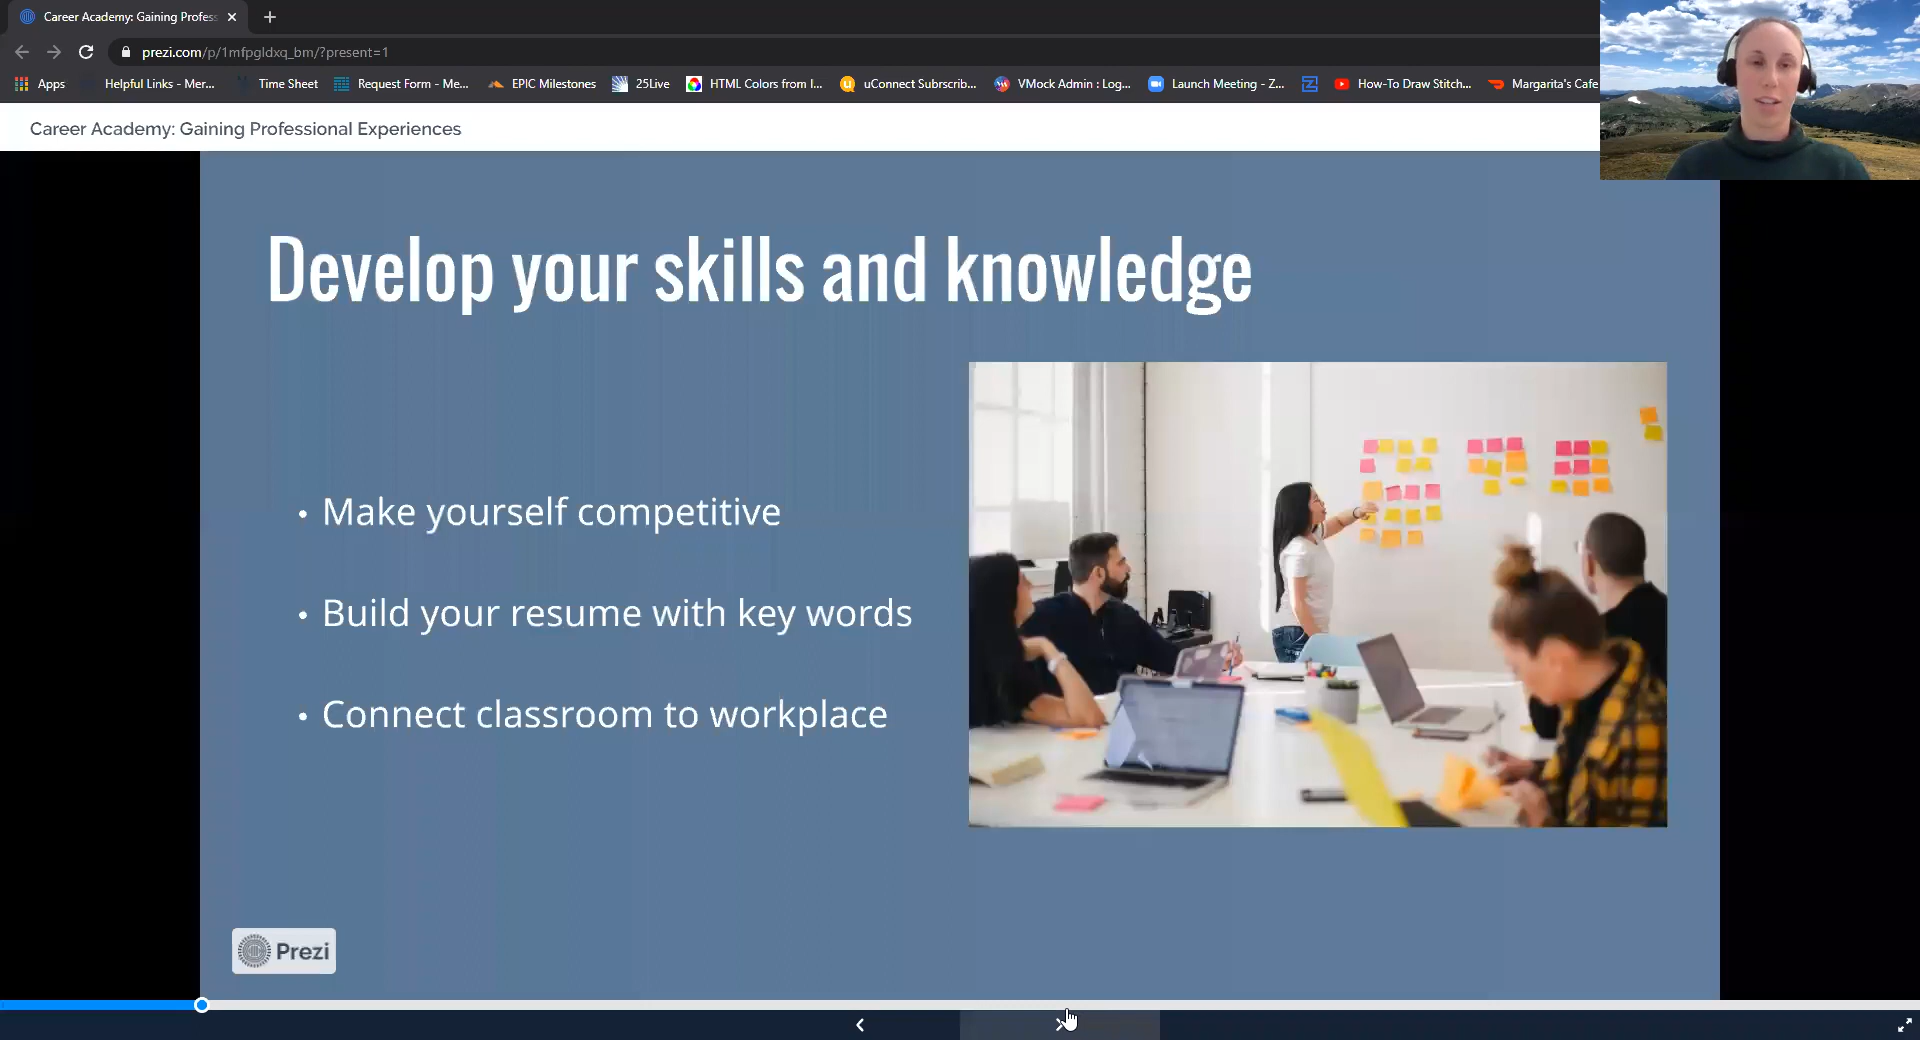 Career Academy: Gaining Profess
prezi.com/p/1mfpgldxq_bm/?present=1
Apps
Helpful Links - Mer...
Time Sheet
Request Form - Me...
EPIC Milestones
25Live
HTML Colors from I...
uConnect Subrscrib...
VMock Admin : Log...
Launch Meeting - Z...
How-To Draw Stitch...
Margarita's Cafe
Career Academy: Gaining Professional Experiences
Develop your skills and knowledge
• Make yourself competitive
• Build your resume with key words
• Connect classroom to workplace
Prezi